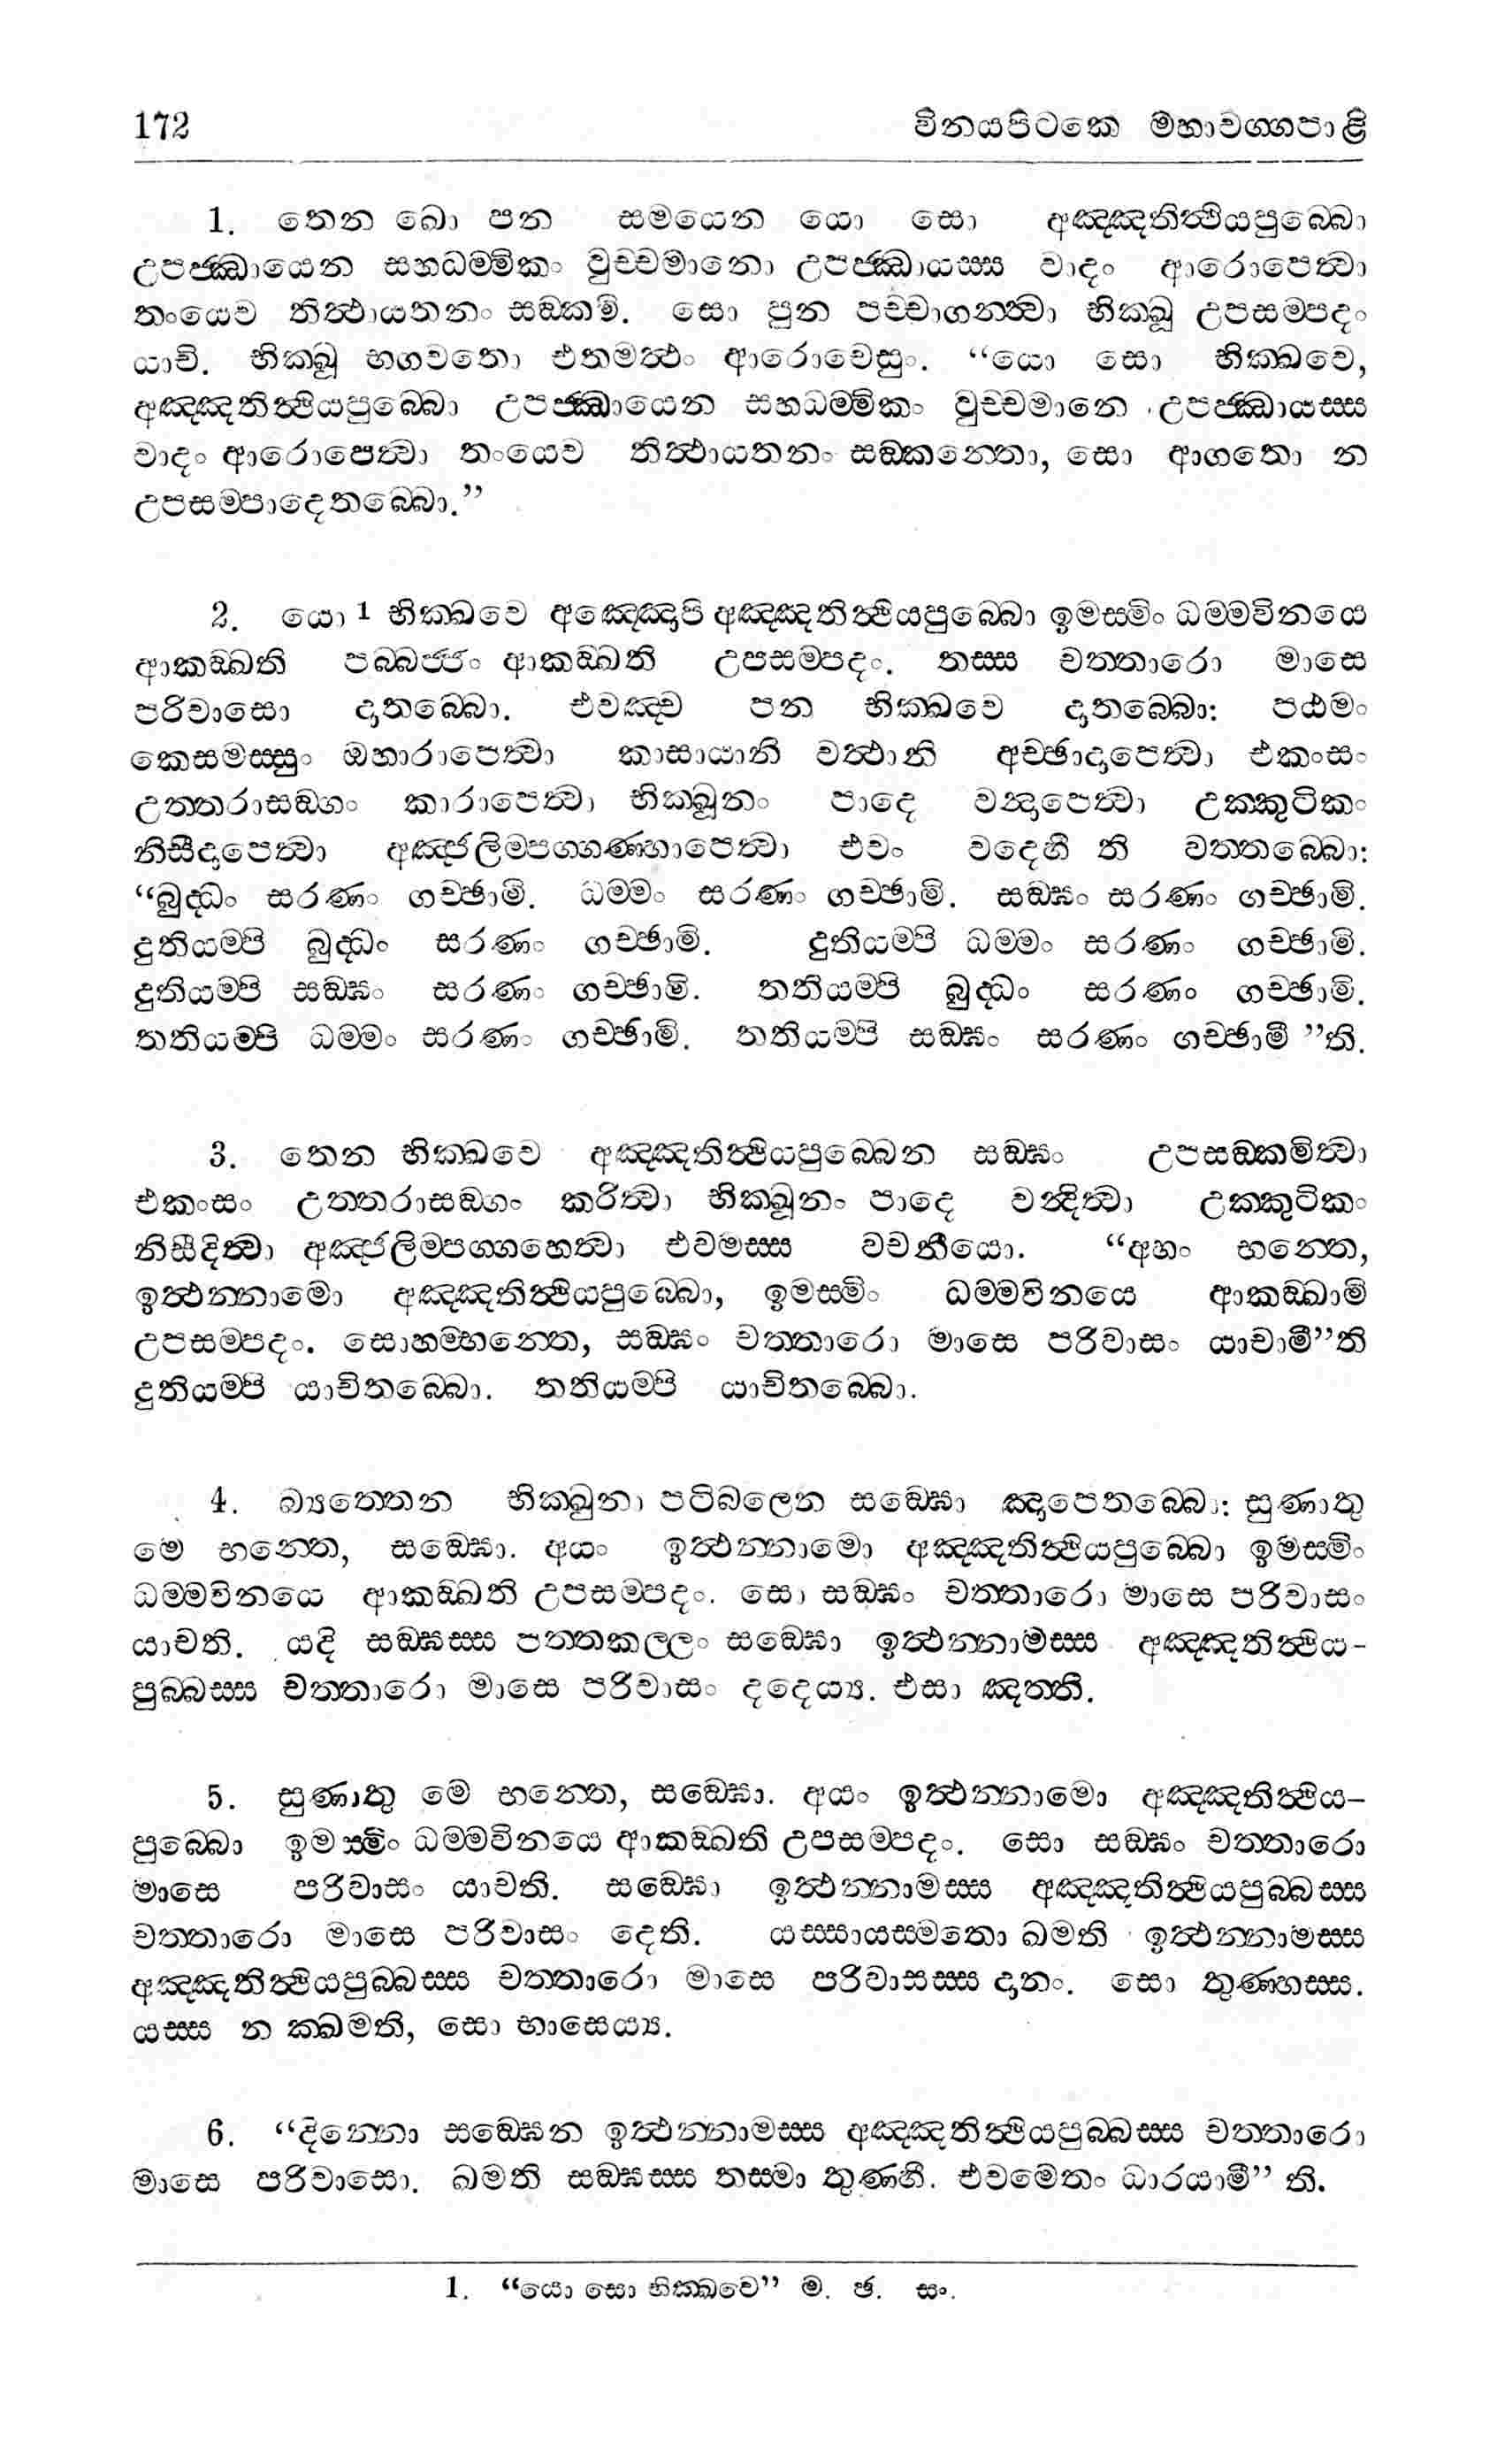 172 විනයපිටකෙ මහාවග්ගපාළි
1. තෙන ඛො පන සමයෙන යො සො අඤ්ඤතිත්ථියපුබ්බො
උපජ්ඣායෙන සහධම්මිකං වුච්චමානො උපජ්ඣායස්ස වාදං ආරොපෙත්වා
තංයෙව තිත්ථායතනං සඞ්කමි. සො පුන පච්චාගන්ත්වා භික්ඛූ උපසම්පදං
යාචි. භික්ඛූ භගවතො එතමත්ථං ආරොචෙසුං. “යො සො භික්ඛවෙ,
අඤ්ඤතිත්ථියපුබ්බො උපජ්ඣායෙන සහධම්මිකං වුච්චමානෙ උපජ්ඣායස්ස
වාදං ආරොපෙත්වා තංයෙව තිත්ථායතනං සඞ්කන්තො, සො ආගතො න
උපසම්පාදෙතබ්බො.”
2. යො 1 භික්ඛවෙ අඤ්ඤොපි අඤ්ඤතිත්ථියපුබ්බො ඉමස්මිං ධම්මවිනයෙ
ආකඞ්ඛති පබ්බජ්ජං ආකඞ්ඛති උපසම්පදං. තස්ස චත්තාරො මාසෙ
පරිවාසො දාතබ්බො. එවඤ්ච පන භික්ඛවෙ දාතබ්බො: පඨමං
කෙසමස්සුං ඔහාරාපෙත්වා කාසායානි වත්ථානි අච්ඡාදාපෙත්වා එකංසං
උත්තරාසඞ්ගං කාරාපෙත්වා භික්ඛූනං පාදෙ වන්දාපෙත්වා උක්කුටිකං
නිසීදාපෙත්වා අඤ්ජලිම්පග්ගණ්හාපෙත්වා එවං වදෙහී ති වත්තබ්බො:
“බුද්ධං සරණං ගච්ඡාමි. ධම්මං සරණං ගච්ඡාමි. සඞ්ඝං සරණං ගච්ඡාමි.
දුතියම්පි බුද්ධං සරණං ගච්ඡාමි. දුතියම්පි ධම්මං සරණං ගච්ඡාමි.
දුතියම්පි සඞ්ඝං සරණං ගච්ඡාමි. තතියම්පි බුද්ධං සරණං ගච්ඡාමි.
තතියම්පි ධම්මං සරණං ගච්ඡාමි. තතියම්පි සඞ්ඝං සරණං ගච්ඡාමී ”ති.
3. තෙන භික්ඛවෙ අඤ්ඤතිත්ථියපුබ්බෙන සඞ්ඝං උපසඞ්කමිත්වා
එකංසං උත්තරාසඞ්ගං කරිත්වා භික්ඛූනං පාදෙ වන්දිත්වා උක්කුටිකං
නිසීදිත්වා අඤ්ජලිම්පග්ගහෙත්වා එවමස්ස වචනීයො. “අහං භන්තෙ,
ඉත්ථන්නාමො අඤ්ඤතිත්ථියපුබ්බො, ඉමස්මිං ධම්මවිනයෙ ආකඞ්ඛාමි
උපසම්පදං. සොහම්භන්තෙ, සඞ්ඝං චත්තාරො මාසෙ පරිවාසං යාචාමී”ති
දුතියම්පි යාචිතබ්බො. තතියම්පි යාචිතබ්බො.
4. බ්‍යත්තෙන භික්ඛුනා පටිබලෙන සඞ්ඝො ඤාපෙතබ්බො: සුණාතු
මෙ භන්තෙ, සඞ්ඝො. අයං ඉත්ථන්නාමො අඤ්ඤතිත්ථියපුබ්බො ඉමස්මිං
ධම්මවිනයෙ ආකඞ්ඛති උපසම්පදං. සො සඞ්ඝං චත්තාරො මාසෙ පරිවාසං
යාචති. යදි සඞ්ඝස්ස පත්තකල්ලං සඞ්ඝො ඉත්ථන්නාමස්ස අඤ්ඤතිත්ථිය-
පුබ්බස්ස චත්තාරො මාසෙ පරිවාසං දදෙය්‍ය. එසා ඤත්ති.
5. සුණාතු මෙ භන්තෙ, සඞ්ඝො. අයං ඉත්ථන්නාමො අඤ්ඤතිත්ථිය-
පුබ්බො ඉමස්මිං ධම්මවිනයෙ ආකඞ්ඛති උපසම්පදං. සො සඞ්ඝං චත්තාරො
මාසෙ පරිවාසං යාචති. සඞ්ඝො ඉත්ථන්නාමස්ස අඤ්ඤතිත්ථියපුබ්බස්ස
චත්තාරො මාසෙ පරිවාසං දෙති. යස්සායස්මතො ඛමති ඉත්ථන්නාමස්ස
අඤ්ඤතිත්ථියපුබ්බස්ස චත්තාරො මාසෙ පරිවාසස්ස දානං. සො තුණ්හස්ස.
යස්ස න ක්ඛමති, සො භාසෙය්‍ය.
6. “දින්නො සඞ්ඝෙන ඉත්ථන්නාමස්ස අඤ්ඤතිත්ථියපුබ්බස්ස චත්තාරො
මාසෙ පරිවාසො. ඛමති සඞ්ඝස්ස තස්මා තුණ්හී. එවමෙතං ධාරයාමී” ති.
1. “යො සො භික්ඛවෙ” ම. ඡ. සං.